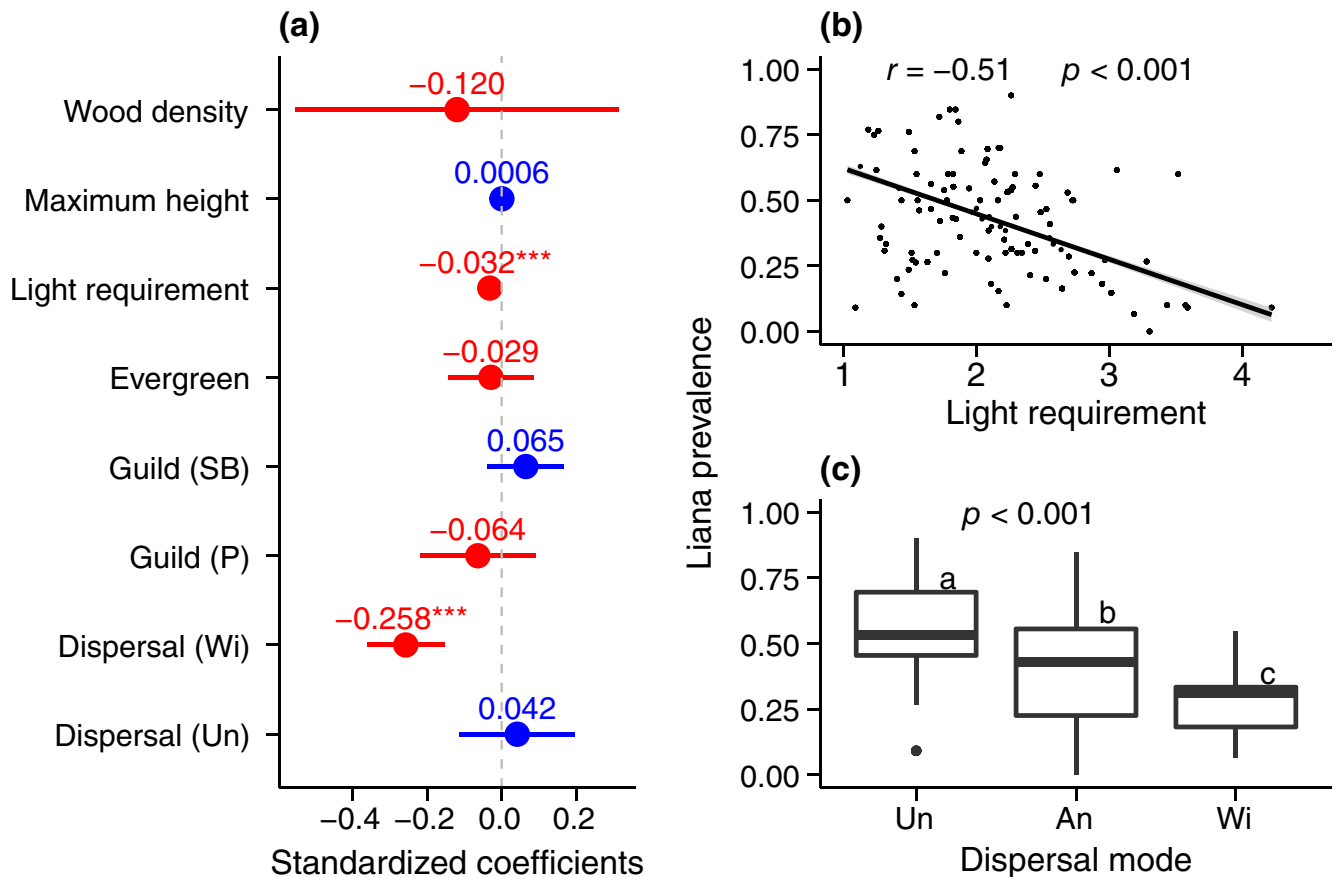 (a)
Wood density
−0.120
Maximum height
0.0006
Light requirement
−0.032***
Evergreen
−0.029
Guild (SB)
0.065
Guild (P)
−0.064
Dispersal (Wi)
−0.258***
Dispersal (Un)
0.042
−0.4 −0.2 0.0 0.2
Standardized coefficients
Liana prevalence
(b)
r = −0.51 p < 0.001
1.00
0.75
0.50
0.25
0.00
1 2 3 4
Light requirement
(c)
p < 0.001
1.00
0.75
0.50
0.25
0.00
a
b
c
Un An Wi
Dispersal mode